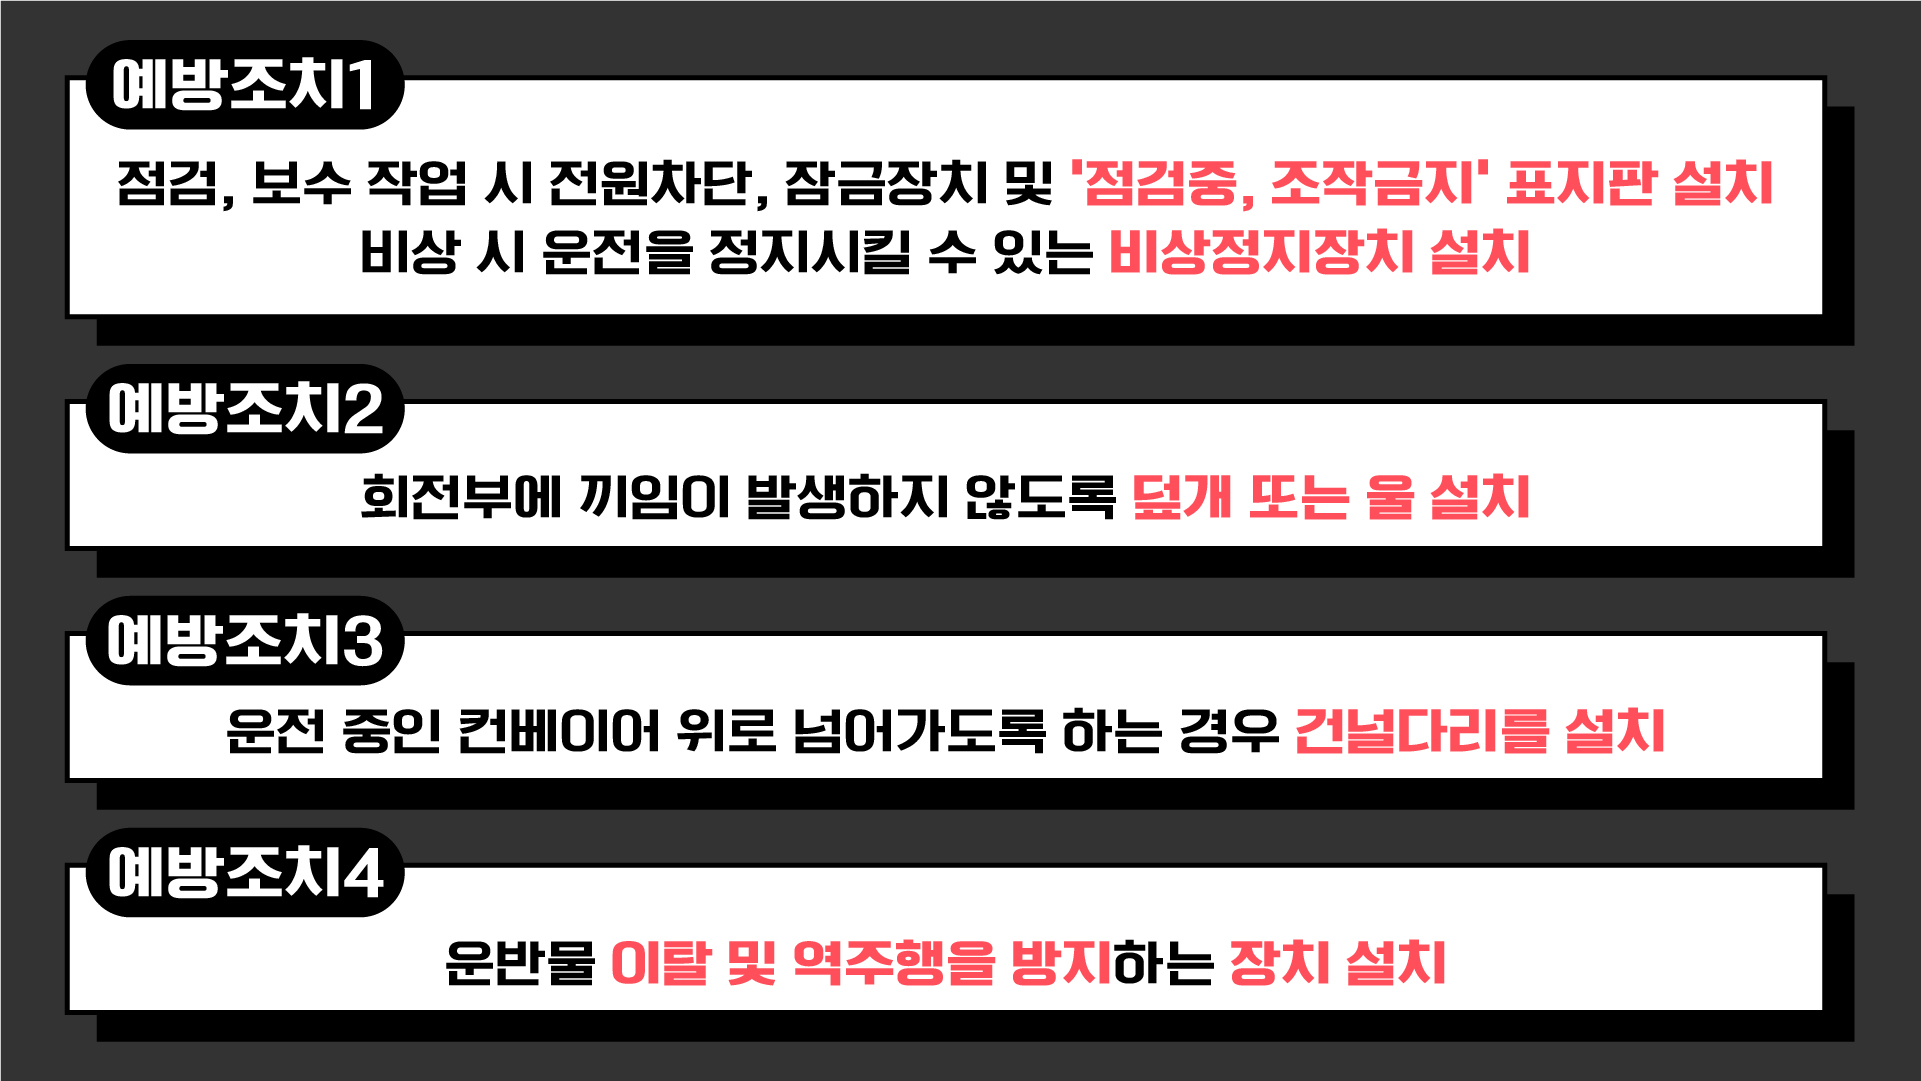 예방조치1
점검, 보수 작업 시 전원차단, 잠금장치 및 '점검중, 조작금지' 표지판 설치
비상 시 운전을 정지시킬 수 있는 비상정지장치 설치
예방조치2
회전부에 끼임이 발생하지 않도록 덮개 또는 울 설치
예방조치3
운전 중인 컨베이어 위로 넘어가도록 하는 경우 건널다리를 설치
예방조치4
운반물 이탈 및 역주행을 방지하는 장치 설치